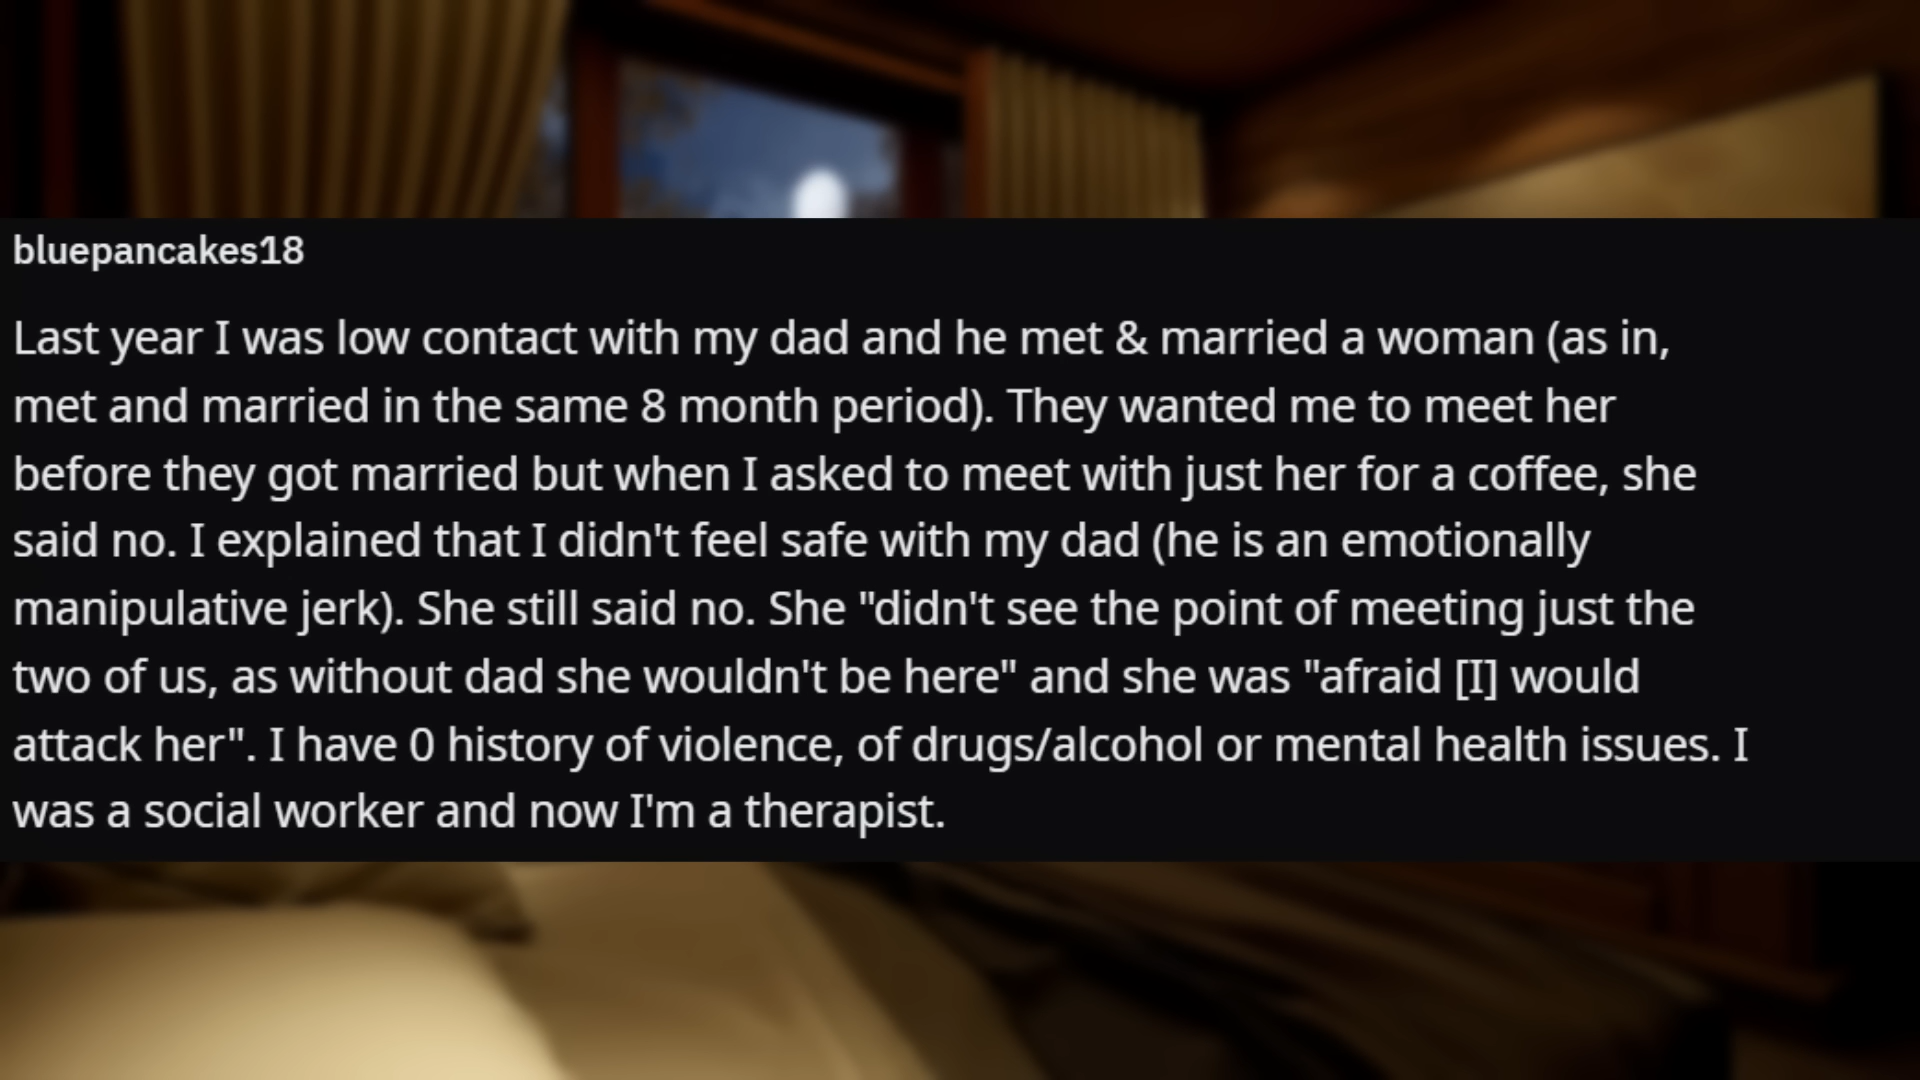 bluepancakes18
Last year I was low contact with my dad and he met & married a woman (as in,
met and married in the same 8 month period). They wanted me to meet her
before they got married but when I asked to meet with just her for a coffee, she
said no. I explained that I didn't feel safe with my dad (he is an emotionally
manipulative jerk). She still said no. She "didn't see the point of meeting just the
two of us, as without dad she wouldn't be here" and she was "afraid [I] would
attack her". I have 0 history of violence, of drugs/alcohol or mental health issues. I
was a social worker and now I'm a therapist.